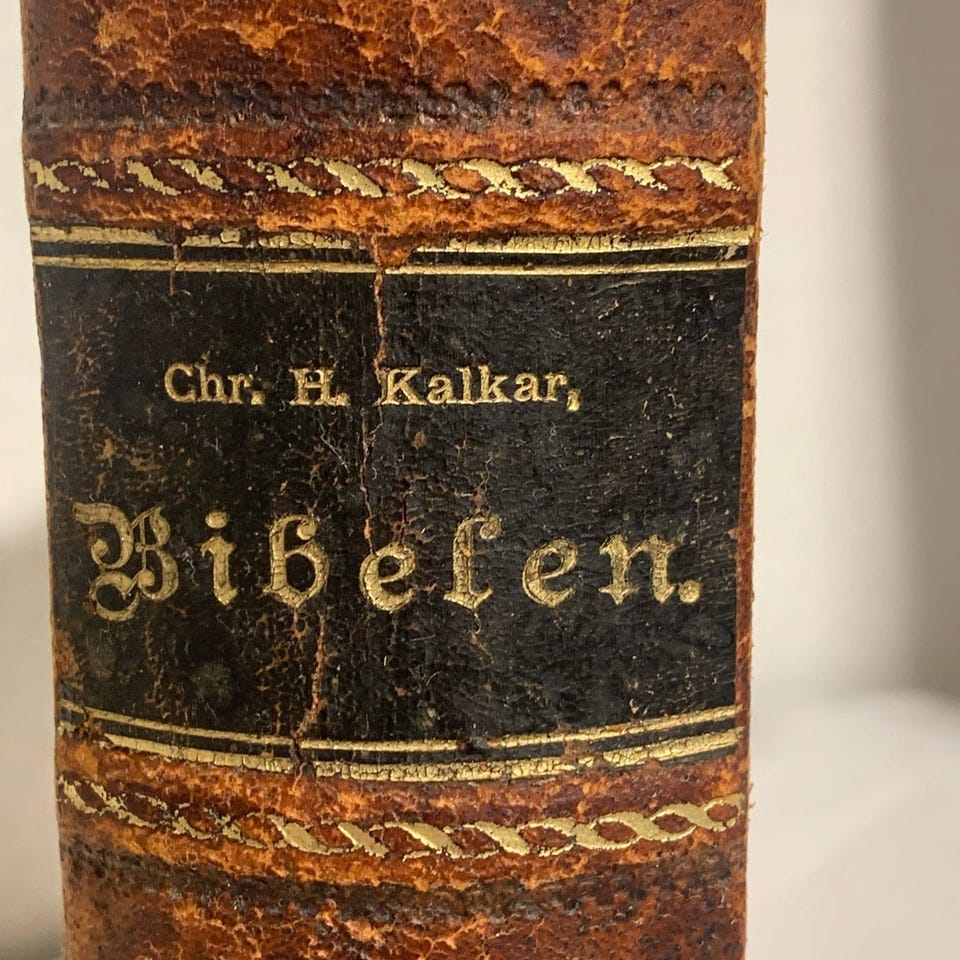 Chr. H. Kalkar,
Bibelen.